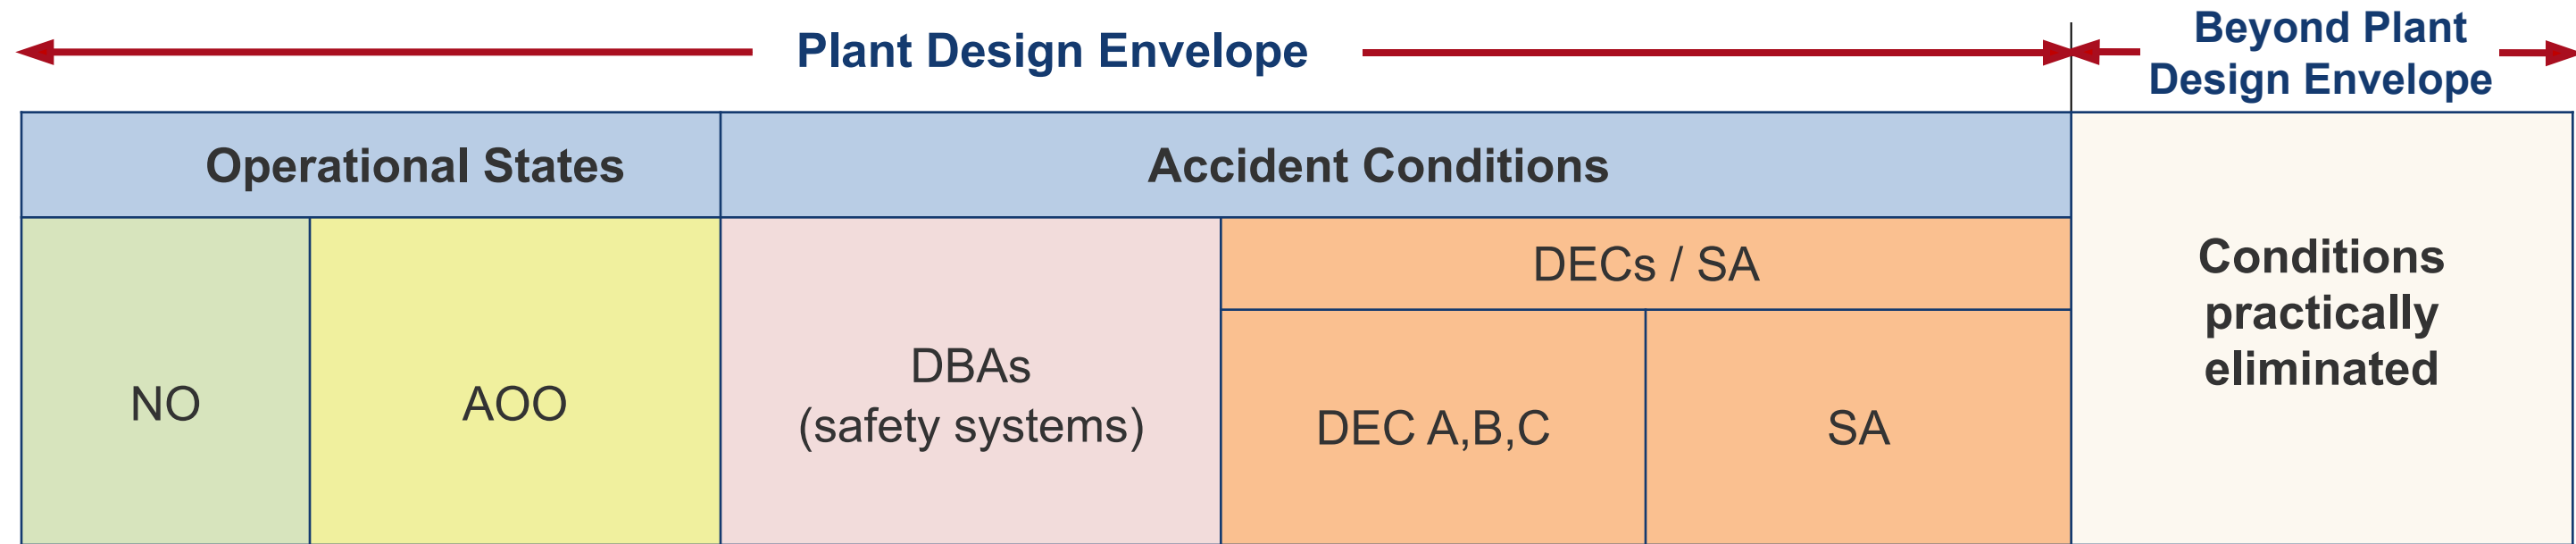 Plant Design Envelope
Beyond Plant
Design Envelope
Operational States
Accident Conditions
NO
AOO
DBAs
(safety systems)
DECs / SA
DEC A,B,C
SA
Conditions
practically
eliminated